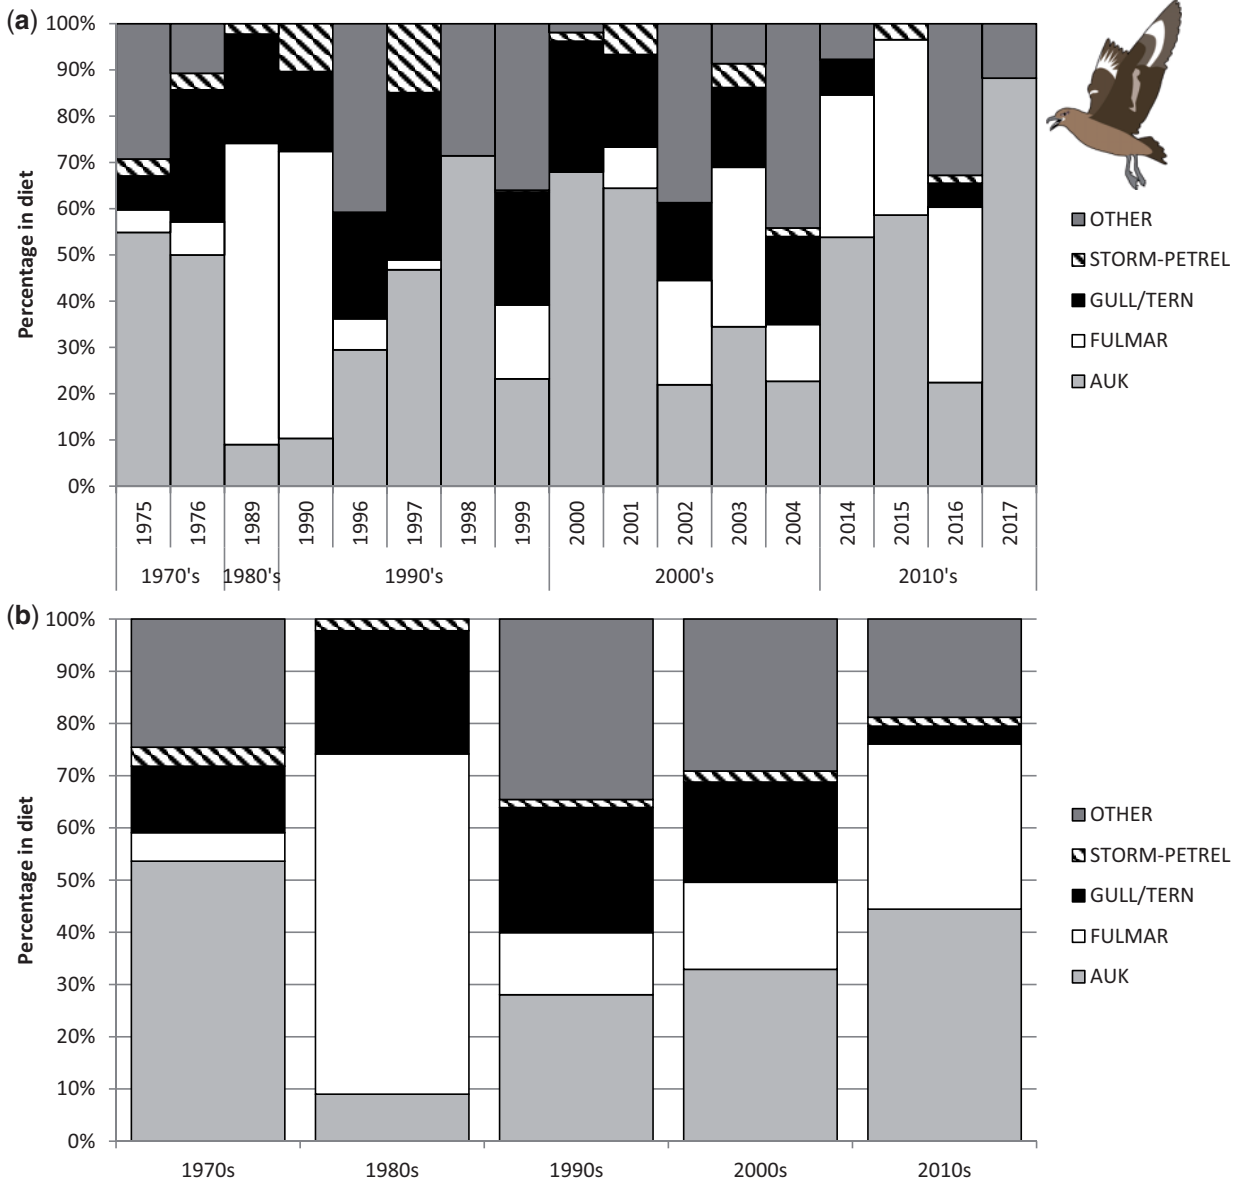 (a)
100%
90%
80%
70%
60%
50%
40%
30%
20%
10%
0%
Percentage in diet
OTHER
STORM-PETREL
GULL/TERN
FULMAR
AUK
1975 1976 1989 1990 1996 1997 1998 1999 2000 2001 2002 2003 2004 2014 2015 2016 2017
1970's 1980's 1990's 2000's 2010's
(b)
100%
90%
80%
70%
60%
50%
40%
30%
20%
10%
0%
Percentage in diet
OTHER
STORM-PETREL
GULL/TERN
FULMAR
AUK
1970s 1980s 1990s 2000s 2010s